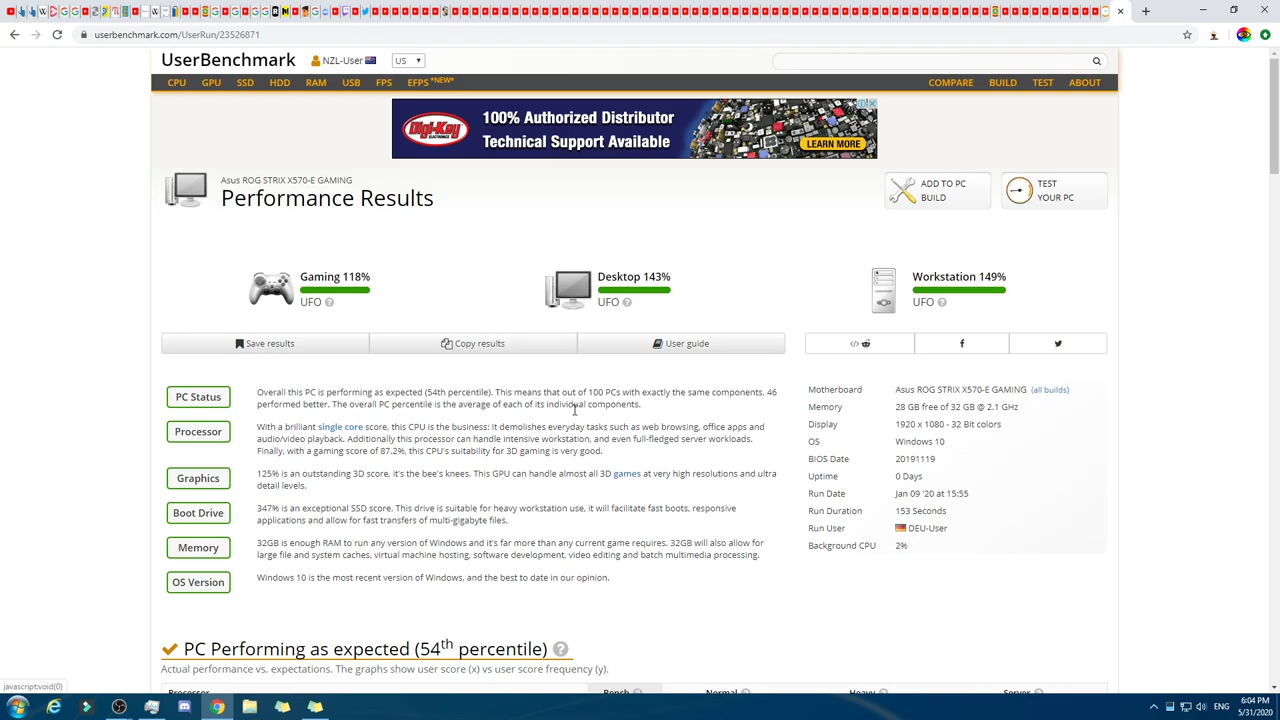 userbenchmark.com/UserRun/23526871
UserBenchmark
NZL-User
US
CPU GPU SSD HDD RAM USB FPS EFPS *NEW*
COMPARE BUILD TEST ABOUT
Digi-Key
ELECTRONICS
100% Authorized Distributor
Technical Support Available
LEARN MORE
Asus ROG STRIX X570-E GAMING
Performance Results
ADD TO PC
BUILD
TEST
YOUR PC
Gaming 118%
UFO
Desktop 143%
UFO
Workstation 149%
UFO
Save results
Copy results
User guide
PC Status
Overall this PC is performing as expected (54th percentile). This means that out of 100 PCs with exactly the same components, 46
performed better. The overall PC percentile is the average of each of its individual components.
Processor
With a brilliant single core score, this CPU is the business: It demolishes everyday tasks such as web browsing, office apps and
audio/video playback. Additionally this processor can handle intensive workstation, and even full-fledged server workloads.
Finally, with a gaming score of 87.2%, this CPU's suitability for 3D gaming is very good.
Graphics
125% is an outstanding 3D score, it's the bee's knees. This GPU can handle almost all 3D games at very high resolutions and ultra
detail levels.
Boot Drive
347% is an exceptional SSD score. This drive is suitable for heavy workstation use, it will facilitate fast boots, responsive
applications and allow for fast transfers of multi-gigabyte files.
Memory
32GB is enough RAM to run any version of Windows and it's far more than any current game requires. 32GB will also allow for
large file and system caches, virtual machine hosting, software development, video editing and batch multimedia processing.
OS Version
Windows 10 is the most recent version of Windows, and the best to date in our opinion.
Motherboard Asus ROG STRIX X570-E GAMING (all builds)
Memory 28 GB free of 32 GB @ 2.1 GHz
Display 1920 x 1080 - 32 Bit colors
OS Windows 10
BIOS Date 20191119
Uptime 0 Days
Run Date Jan 09 '20 at 15:55
Run Duration 153 Seconds
Run User DEU-User
Background CPU 2%
PC Performing as expected (54th percentile)
Actual performance vs. expectations. The graphs show user score (x) vs user score frequency (y).
Processor Bench Normal Heavy Server
javascript:void(0)
ENG
6:04 PM
5/31/2020